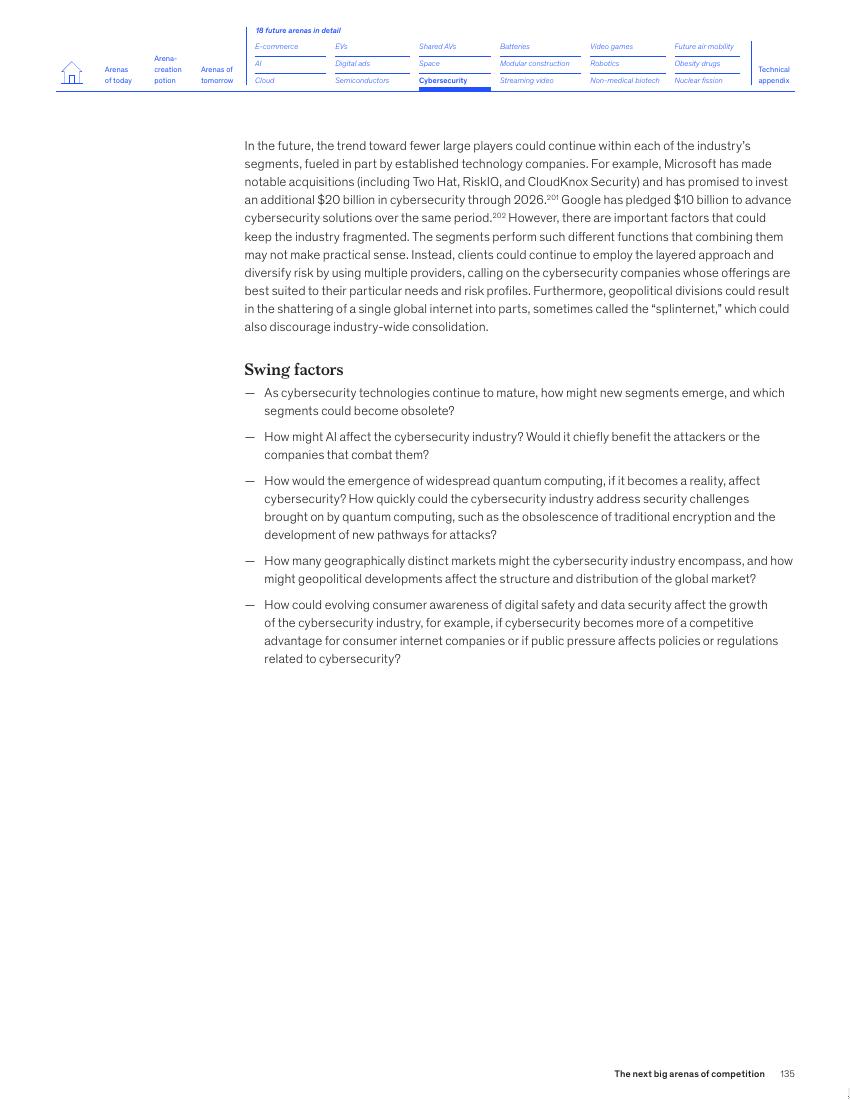 18 future arenas in detail
E-commerce EVs Shared AVs Batteries Video games Future air mobility
AI Digital ads Space Modular construction Robotics Obesity drugs
Cloud Semiconductors Cybersecurity Streaming video Non-medical biotech Nuclear fission
Arenas
of today
Arena-
creation
potion
Arenas of
tomorrow
Technical
appendix
In the future, the trend toward fewer large players could continue within each of the industry’s
segments, fueled in part by established technology companies. For example, Microsoft has made
notable acquisitions (including Two Hat, RiskIQ, and CloudKnox Security) and has promised to invest
an additional $20 billion in cybersecurity through 2026.²⁰¹ Google has pledged $10 billion to advance
cybersecurity solutions over the same period.²⁰² However, there are important factors that could
keep the industry fragmented. The segments perform such different functions that combining them
may not make practical sense. Instead, clients could continue to employ the layered approach and
diversify risk by using multiple providers, calling on the cybersecurity companies whose offerings are
best suited to their particular needs and risk profiles. Furthermore, geopolitical divisions could result
in the shattering of a single global internet into parts, sometimes called the “splinternet,” which could
also discourage industry-wide consolidation.
Swing factors
— As cybersecurity technologies continue to mature, how might new segments emerge, and which
segments could become obsolete?
— How might AI affect the cybersecurity industry? Would it chiefly benefit the attackers or the
companies that combat them?
— How would the emergence of widespread quantum computing, if it becomes a reality, affect
cybersecurity? How quickly could the cybersecurity industry address security challenges
brought on by quantum computing, such as the obsolescence of traditional encryption and the
development of new pathways for attacks?
— How many geographically distinct markets might the cybersecurity industry encompass, and how
might geopolitical developments affect the structure and distribution of the global market?
— How could evolving consumer awareness of digital safety and data security affect the growth
of the cybersecurity industry, for example, if cybersecurity becomes more of a competitive
advantage for consumer internet companies or if public pressure affects policies or regulations
related to cybersecurity?
The next big arenas of competition 135